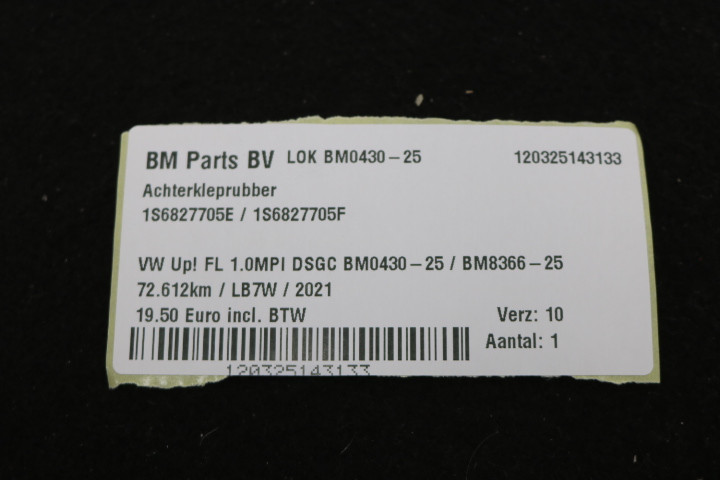 BM Parts BV LOK BM0430-25 120325143133
Achterkleprubber
1S6827705E / 1S6827705F
VW Up! FL 1.0MPI DSGC BM0430-25 / BM8366-25
72.612km / LB7W / 2021
19.50 Euro incl. BTW Verz: 10
Aantal: 1
120325143133